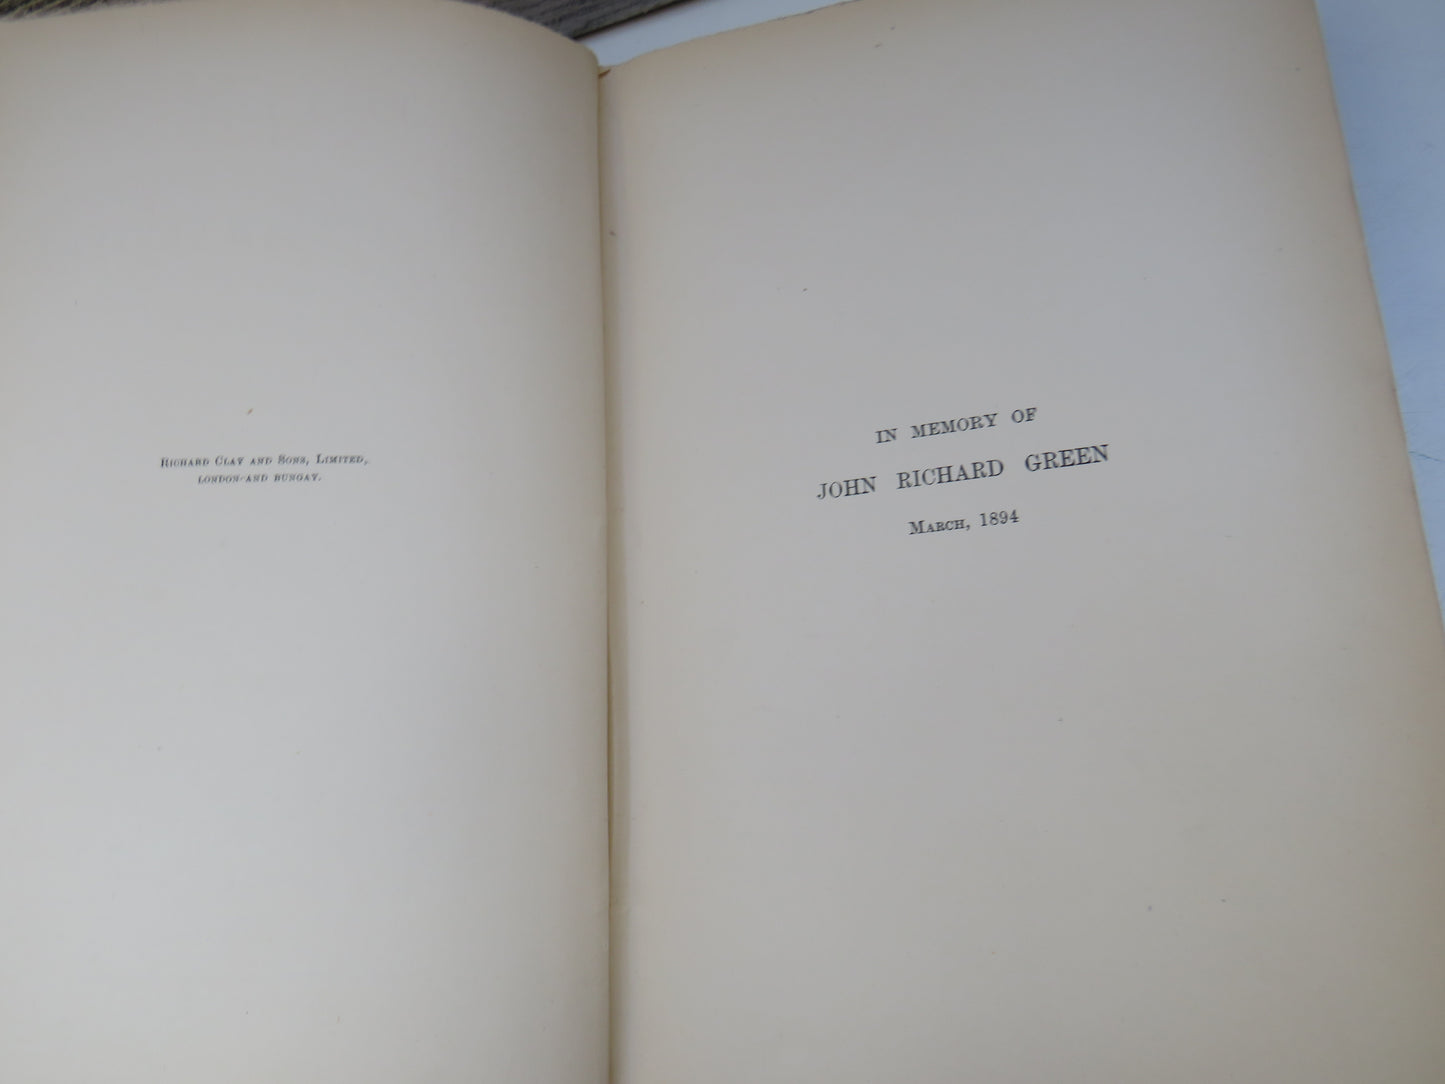 Richard Clay and Sons, Limited,
LONDON AND BUNGAY.
IN MEMORY OF
JOHN RICHARD GREEN
March, 1894